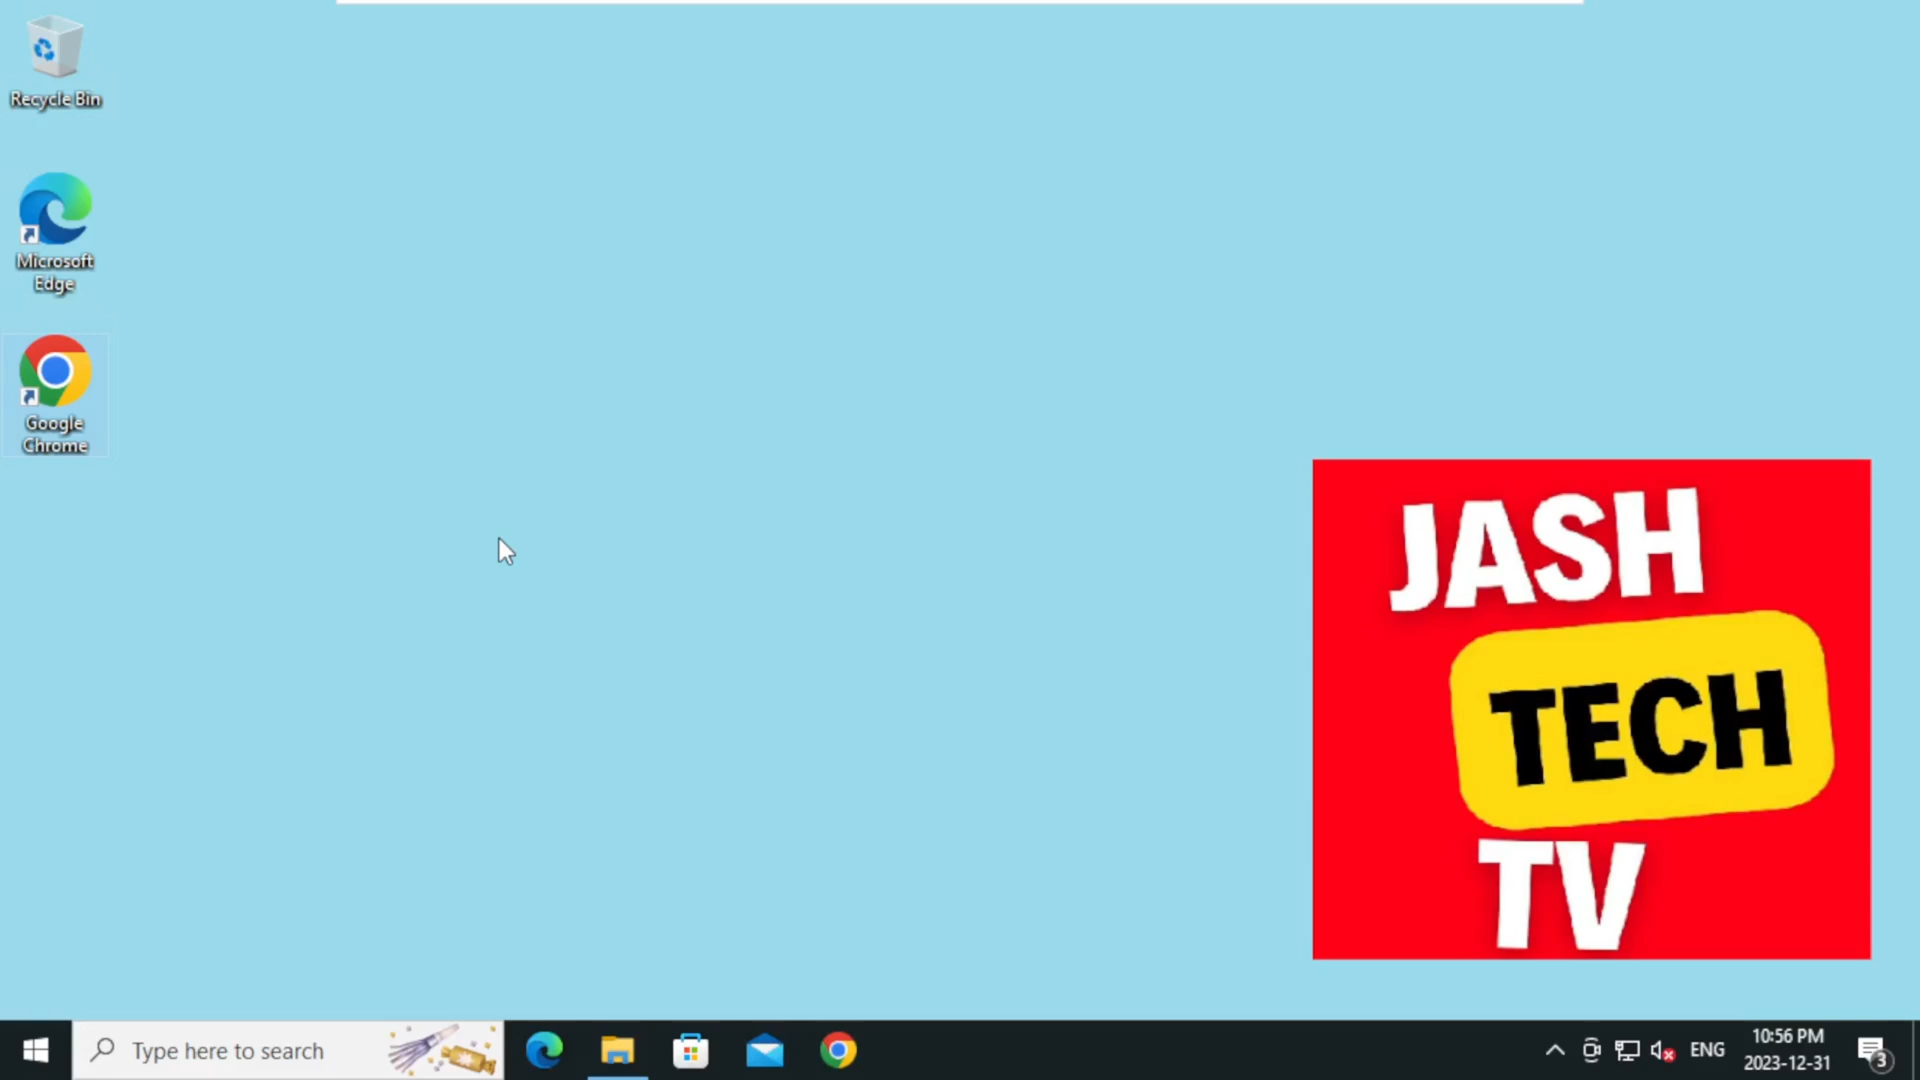 Recycle Bin
Microsoft
Edge
Google
Chrome
JASH
TECH
TV
Type here to search
ENG
10:56 PM
2023-12-31
3